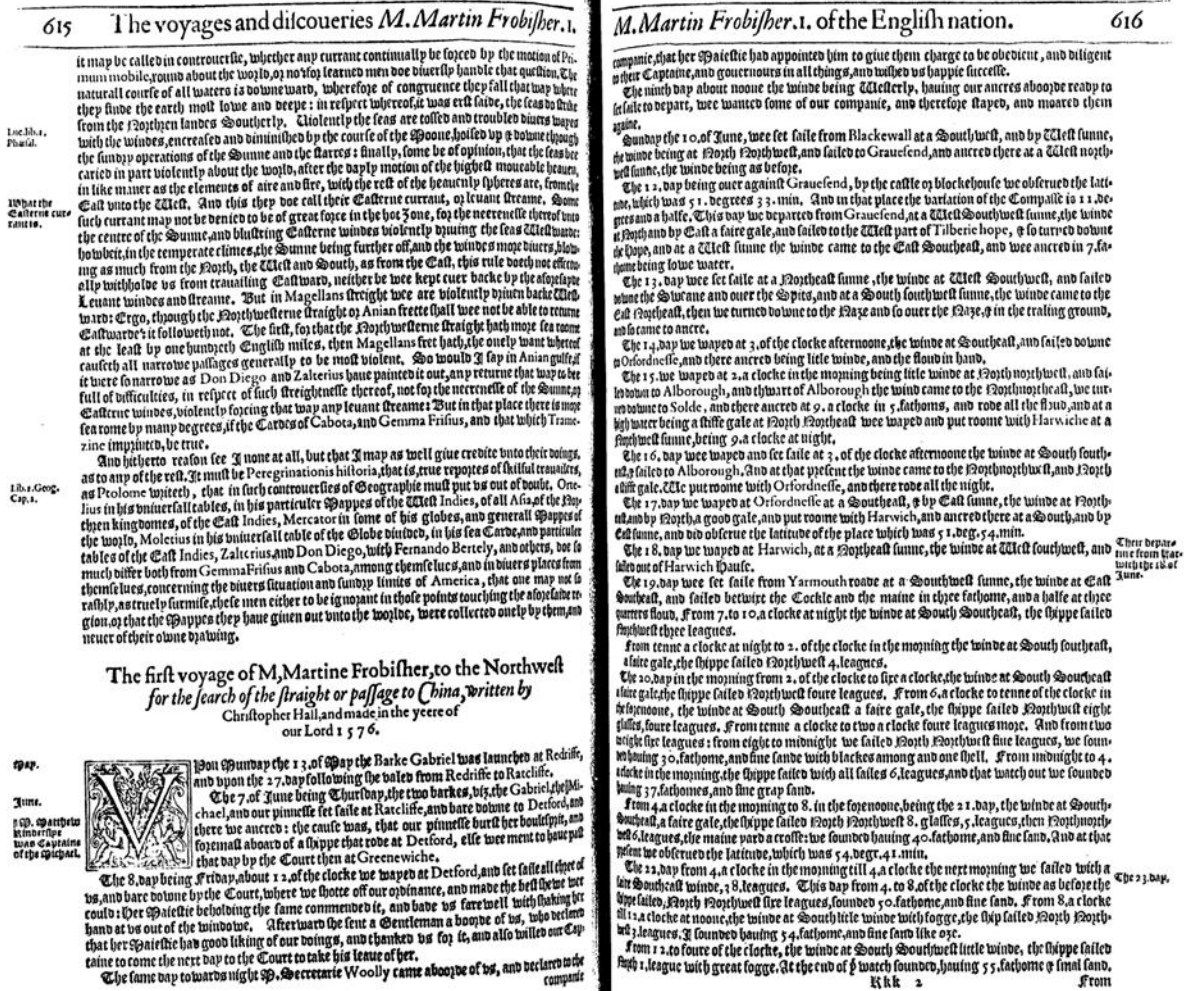 615 The voyages and discoueries M. Martin Frobisher.1.
it may be called in controuersie, whether any currant continually be forced by the motion of Pri-
mum mobile, round about the world, or no: for learned men doe diuersly handle that question. The
naturall course of all waters is downeward, wherefore of congruence they fall that way where
they finde the earth most lowe and deepe: in respect whereof, it was erst saide, the seas do strike
from the Northren landes Southerly. Uiolently the seas are tossed and troubled diuers wayes
with the windes, encreased and diminished by the course of the Moone, hoised vp & downe through
Luc.lib.1.
Pharsal.
the sundry operations of the Sunne and the starres: finally, some be of opinion, that the seas bee
caried in part violently about the world, after the dayly motion of the highest moueable heauen,
in like maner as the elements of aire and fire, with the rest of the heauenly spheres are, from the
East vnto the West. And this they doe call their Easterne currant, or leuant streame. Some
What the
Easterne cur-
rant is.
such currant may not be denied to be of great force in the hot Zone, for the neerenesse thereof vnto
the centre of the Sunne, and blustring Easterne windes violently driuing the seas Westwarde:
howbeit, in the temperate climes, the Sunne being further off, and the windes more diuers, blow-
ing as much from the North, the West and South, as from the East, this rule doeth not effectu-
ally withholde vs from trauailing Eastward, neither be wee kept euer backe by the aforesayde
Leuant windes and streame. But in Magellans streight wee are violently driuen backe West-
ward: Ergo, through the Northwesterne straight or Anian frette shall wee not be able to returne
Eastwarde? it followeth not. The first, for that the Northwesterne straight hath more sea roome
at the least by one hundreth English miles, then Magellans fret hath, the onely want whereof
causeth all narrowe passages generally to be most violent. So would I say in Anian gulfe, if
it were so narrowe as Don Diego and Zalterius haue painted it out, any returne that way to bee
full of difficulties, in respect of such streightnesse thereof, not for the neerenesse of the Sunne, or
Easterne windes, violently forcing that way any leuant streame: But in that place there is more
sea rome by many degrees, if the Cardes of Cabota, and Gemma Frisius, and that which Trame-
zine imprinted, be true.
And hitherto reason see I none at all, but that I may as well giue credite vnto their doings,
as to any of the rest. It must be Peregrinationis historia, that is, true reportes of skilful trauailers,
Lib.1.Geog.
Cap.2.
as Ptolome writeth, that in such controuersies of Geographie must put vs out of doubt. Orte-
lius in his vniuersall tables, in his particuler Mappes of the West Indies, of all Asia, of the Nor-
thren kingdomes, of the East Indies, Mercator in some of his globes, and generall Mappes of
the world, Moletius in his vniuersall table of the Globe diuided, in his sea Carde, and particuler
tables of the East Indies, Zalterius, and Don Diego, with Fernando Bertely, and others, doe so
much differ both from Gemma Frisius and Cabota, among themselues, and in diuers places from
themselues, concerning the diuers situation and sundry limits of America, that one may not so
rashly, as truely surmise, these men either to be ignorant in those points touching the aforesaide re-
gion, or that the Mappes they haue giuen out vnto the worlde, were collected onely by them, and
neuer of their owne drawing.
The first voyage of M, Martine Frobisher, to the Northwest
for the search of the straight or passage to China, written by
Christopher Hall, and made in the yeere of
our Lord 1576.
May.
VPon Munday the 13. of May the Barke Gabriel was launched at Redriffe,
and vpon the 27. day following she valed from Redriffe to Ratcliffe.
June.
The 7. of June being Thursday, the two barkes, viz, the Gabriel, the Mi-
chael, and our pinnesse set saile at Ratcliffe, and bare downe to Detford, and
M. Matthew
Kinderslye
was Captaine
of the Michael.
there we ancred: the cause was, that our pinnesse burst her boulesprit, and
foremast aboard of a shippe that rode at Detford, else wee ment to haue past
that day by the Court then at Greenewiche.
The 8. day being Friday, about 12. of the clocke we wayed at Detford, and set saile all three of
vs, and bare downe by the Court, where we shotte off our ordinance, and made the best shewe wee
could: Her Maiestie beholding the same commended it, and bade vs farewell with shaking her
hand at vs out of the windowe. Afterward she sent a Gentleman aboorde of vs, who declared
that her Maiestie had good liking of our doings, and thanked vs for it, and also willed our Cap-
taine to come the next day to the Court to take his leaue of her.
The same day towards night M. Secretarie Woolly came aboorde of vs, and declared to the
companie
M. Martin Frobisher.1. of the English nation. 616
companie, that her Maiestie had appointed him to giue them charge to be obedient, and diligent
to their Captaine, and gouernours in all things, and wished vs happie successe.
The ninth day about noone the winde being Westerly, hauing our ancres aboorde ready to
set saile to depart, wee wanted some of our companie, and therefore stayed, and moared them
againe.
Sunday the 10. of June, wee set saile from Blackewall at a Southwest, and by West sunne,
the winde being at North Northwest, and sailed to Grauesend, and ancred there at a West north-
west sunne, the winde being as before.
The 12. day being ouer against Grauesend, by the castle or blockehouse we obserued the lati-
tude, which was 51. degrees 33. min. And in that place the variation of the Compasse is 11. de-
grees and a halfe. This day we departed from Grauesend, at a West Southwest sunne, the winde
at North and by East a faire gale, and sailed to the West part of Tilberie hope, & so turned downe
the Hope, and at a West sunne the winde came to the East Southeast, and wee ancred in 7. fa-
thome being lowe water.
The 13. day wee set saile at a Northeast sunne, the winde at West Southwest, and sailed
downe the Swane and ouer the Spits, and at a South southwest sunne, the winde came to the
East Northeast, then we turned downe to the Naze and so ouer the Naze, & in the traling ground,
and so came to ancre.
The 14. day we wayed at 3. of the clocke afternoone, the winde at Southeast, and sailed downe
to Orfordnesse, and there ancred being litle winde, and the floud in hand.
The 15. we wayed at 2. a clocke in the morning being litle winde at North northwest, and sai-
led down to Alborough, and thwart of Alborough the wind came to the Northnortheast, we tur-
ned downe to Solde, and there ancred at 9. a clocke in 5. fathoms, and rode all the floud, and at a
high water being a stiffe gale at North Northeast wee wayed and put roome with Harwiche at a
Northwest sunne, being 9. a clocke at night.
The 16. day wee wayed and set saile at 3. of the clocke afternoone the winde at South south-
west, & sailed to Alborough, And at that present the winde came to the Northnorthwest, and North
a stiffe gale. We put roome with Orfordnesse, and there rode all the night.
The 17. day we wayed at Orfordnesse at a Southeast, & by East sunne, the winde at North-
west, and by North, a good gale, and put roome with Harwich, and ancred there at a South, and by
East sunne, and did obserue the latitude of the place which was 51. deg. 54. min.
The 18. day we wayed at Harwich, at a Northeast sunne, the winde at West southwest, and
sailed out of Harwich Hause.
Their depar-
ture from Har-
wich the 18 of
June.
The 19. day wee set saile from Yarmouth roade at a Southwest sunne, the winde at East
Southeast, and sailed betwixt the Cockle and the maine in three fathome, and a halfe at three
quarters floud. From 7. to 10. a clocke at night the winde at South Southeast, the shippe sailed
Northwest three leagues.
From tenne a clocke at night to 2. of the clocke in the morning the winde at South southeast,
a faire gale, the shippe sailed Northwest 4. leagues.
The 20. day in the morning from 2. of the clocke to sixe a clocke, the winde at South Southeast
a faire gale, the shippe sailed Northwest foure leagues. From 6. a clocke to tenne of the clocke in
the forenoone, the winde at South Southeast a faire gale, the shippe sailed Northwest eight
glasses, foure leagues. From tenne a clocke to two a clocke foure leagues more. And from two
to eight sixe leagues: from eight to midnight we sailed North Northwest fiue leagues, we soun-
ded hauing 30. fathome, and fine sande with blackes among and one shell. From midnight to 4.
a clocke in the morning, the shippe sailed with all sailes 6. leagues, and that watch out we sounded
hauing 37. fathomes, and fine gray sand.
From 4. a clocke in the morning to 8. in the forenoone, being the 21. day, the winde at South-
Southeast, a faire gale, the shippe sailed North Northwest 8. glasses, 5. leagues, then Northnorth-
west 6. leagues, the maine yard a crosse: we sounded hauing 40. fathome, and fine sand. And at that
present we obserued the latitude, which was 54. degr. 41. min.
The 22. day from 4. a clocke in the morning till 4. a clocke the next morning we sailed with a
faire Southeast winde, 38. leagues. This day from 4. to 8. of the clocke the winde as before the
The 23. day.
shippe sailed, North Northwest sixe leagues, sounded 50. fathome, and fine sand. From 8. a clocke
till 12. a clocke at noone, the winde at South litle winde with fogge, the ship sailed North North-
west 3. leagues. I sounded hauing 54. fathome, and fine sand like oze.
From 12. to foure of the clocke, the winde at South Southwest little winde, the shippe sailed
North 1. league with great fogge. At the end of ye watch sounded, hauing 55. fathome & smal sand.
Kkk 2 From